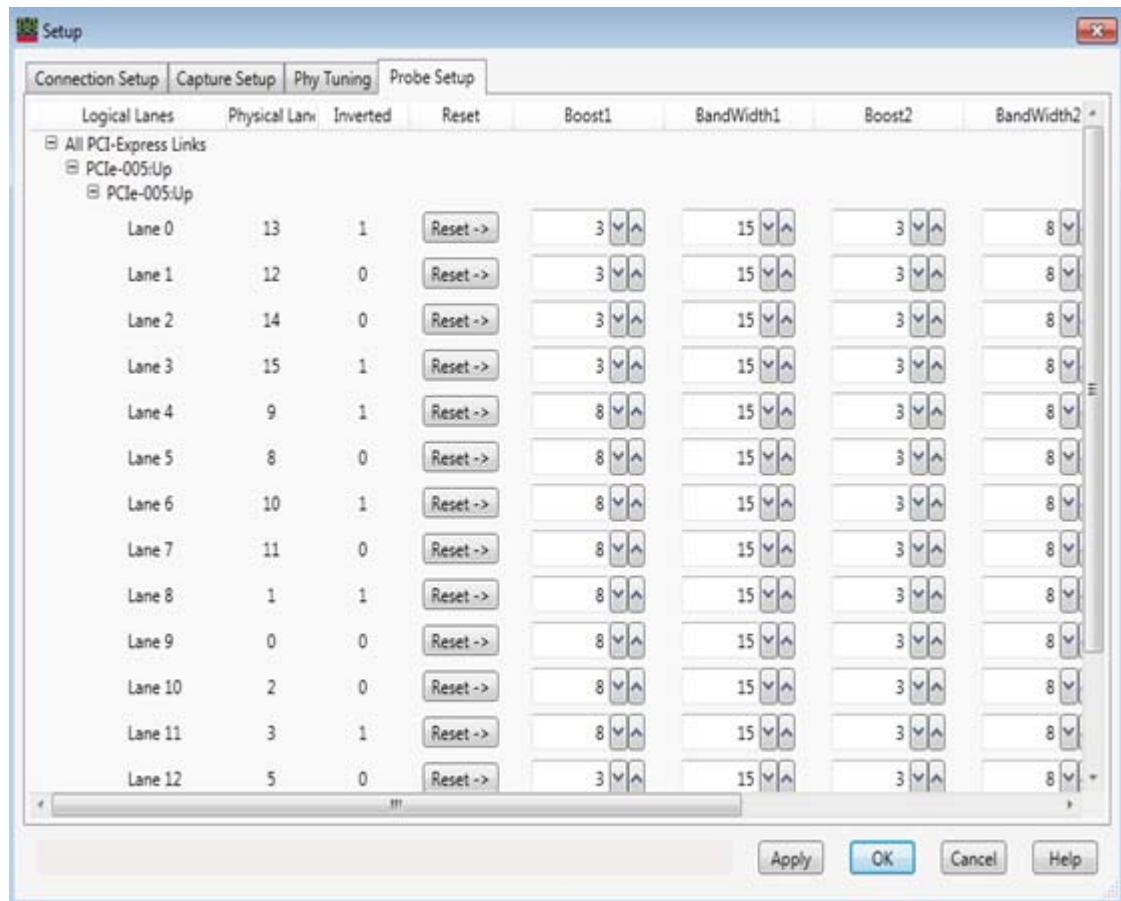 Setup
Connection Setup Capture Setup Phy Tuning Probe Setup
Logical Lanes Physical Lan Inverted Reset Boost1 BandWidth1 Boost2 BandWidth2
All PCI-Express Links
PCIe-005:Up
PCIe-005:Up
Lane 0 13 1 Reset -> 3 15 3 8
Lane 1 12 0 Reset -> 3 15 3 8
Lane 2 14 0 Reset -> 3 15 3 8
Lane 3 15 1 Reset -> 3 15 3 8
Lane 4 9 1 Reset -> 8 15 3 8
Lane 5 8 0 Reset -> 8 15 3 8
Lane 6 10 1 Reset -> 8 15 3 8
Lane 7 11 0 Reset -> 8 15 3 8
Lane 8 1 1 Reset -> 8 15 3 8
Lane 9 0 0 Reset -> 8 15 3 8
Lane 10 2 0 Reset -> 8 15 3 8
Lane 11 3 1 Reset -> 8 15 3 8
Lane 12 5 0 Reset -> 3 15 3 8
Apply OK Cancel Help